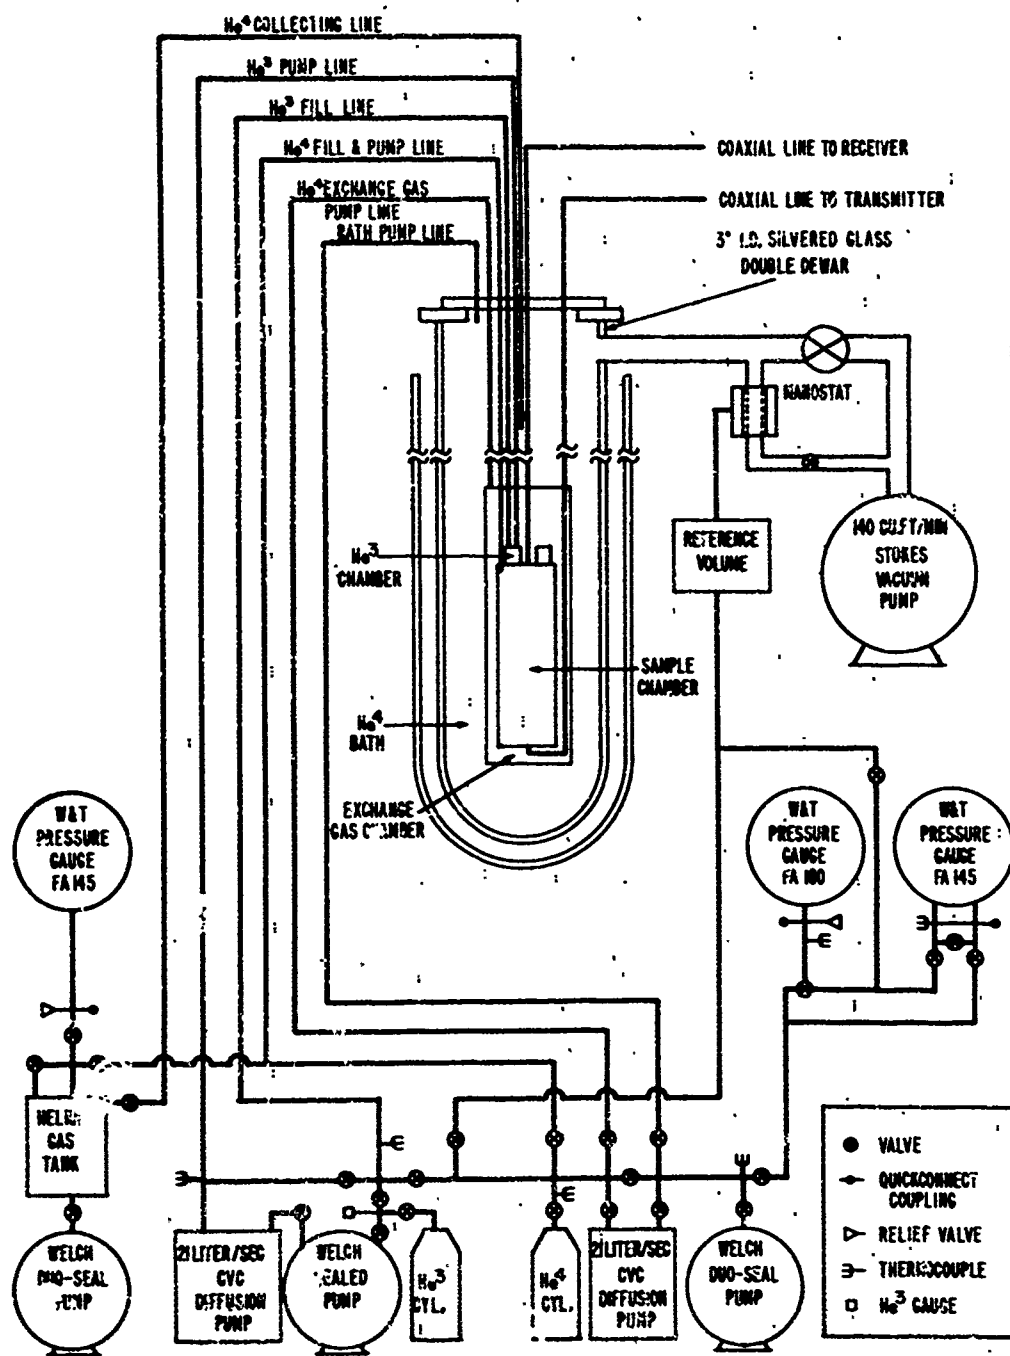 He⁴ COLLECTING LINE
He³ PUMP LINE
He³ FILL LINE
He⁴ FILL & PUMP LINE
He⁴ EXCHANGE GAS
PUMP LINE
BATH PUMP LINE
COAXIAL LINE TO RECEIVER
COAXIAL LINE TO TRANSMITTER
3" I.D. SILVERED GLASS
DOUBLE DEWAR
MANOSTAT
140 CU.FT/MIN
STOKES
VACUUM
PUMP
REFERENCE
VOLUME
He³
CHAMBER
SAMPLE
CHAMBER
He⁴
BATH
EXCHANGE
GAS CHAMBER
W&T
PRESSURE
GAUGE
FA 145
W&T
PRESSURE
GAUGE
FA 180
W&T
PRESSURE
GAUGE
FA 145
GAS
TANK
WELCH
DUO-SEAL
PUMP
21 LITER/SEC
CVC
DIFFUSION
PUMP
WELCH
SEALED
PUMP
He³
CYL.
He⁴
CYL.
21 LITER/SEC
CVC
DIFFUSION
PUMP
WELCH
DUO-SEAL
PUMP
VALVE
QUICKCONNECT
COUPLING
RELIEF VALVE
THERMOCOUPLE
He³ GAUGE